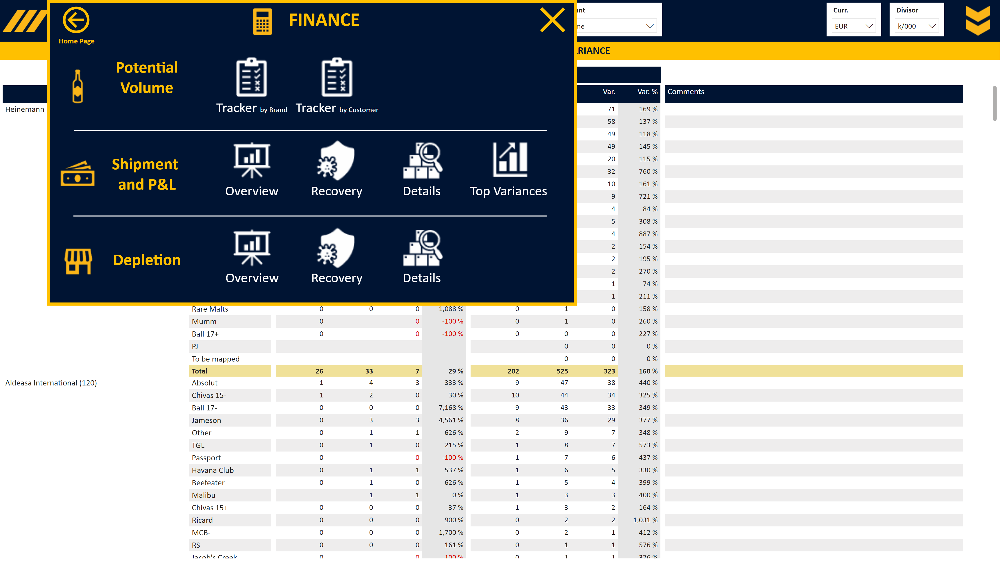 Home Page
FINANCE
Curr.
EUR
Divisor
k/000
Potential
Volume
Tracker by Brand
Tracker by Customer
Shipment
and P&L
Overview
Recovery
Details
Top Variances
Depletion
Overview
Recovery
Details
Var. Var. % Comments
Heinemann
71 169 %
58 137 %
49 118 %
49 145 %
20 115 %
32 760 %
10 161 %
9 721 %
4 84 %
5 308 %
4 887 %
2 154 %
2 195 %
2 270 %
1 74 %
1 211 %
Rare Malts 0 0 0 1,088 % 0 1 0 158 %
Mumm 0 0 -100 % 0 1 0 260 %
Ball 17+ 0 0 -100 % 0 0 0 227 %
PJ 0 0 0 %
To be mapped 0 0 0 %
Total 26 33 7 29 % 202 525 323 160 %
Aldeasa International (120) Absolut 1 4 3 333 % 9 47 38 440 %
Chivas 15- 1 2 0 30 % 10 44 34 325 %
Ball 17- 0 0 0 7,168 % 9 43 33 349 %
Jameson 0 3 3 4,561 % 8 36 29 377 %
Other 0 1 1 626 % 2 9 7 348 %
TGL 0 1 0 215 % 1 8 7 573 %
Passport 0 0 -100 % 1 7 6 437 %
Havana Club 0 1 1 537 % 1 6 5 330 %
Beefeater 0 1 0 626 % 1 5 4 399 %
Malibu 1 1 0 % 1 3 3 400 %
Chivas 15+ 0 0 0 37 % 1 3 2 164 %
Ricard 0 0 0 900 % 0 2 2 1,031 %
MCB- 0 0 0 1,700 % 0 2 1 412 %
RS 0 0 0 161 % 0 1 1 576 %
Jacob's Creek 0 0 -100 % 0 1 1 376 %